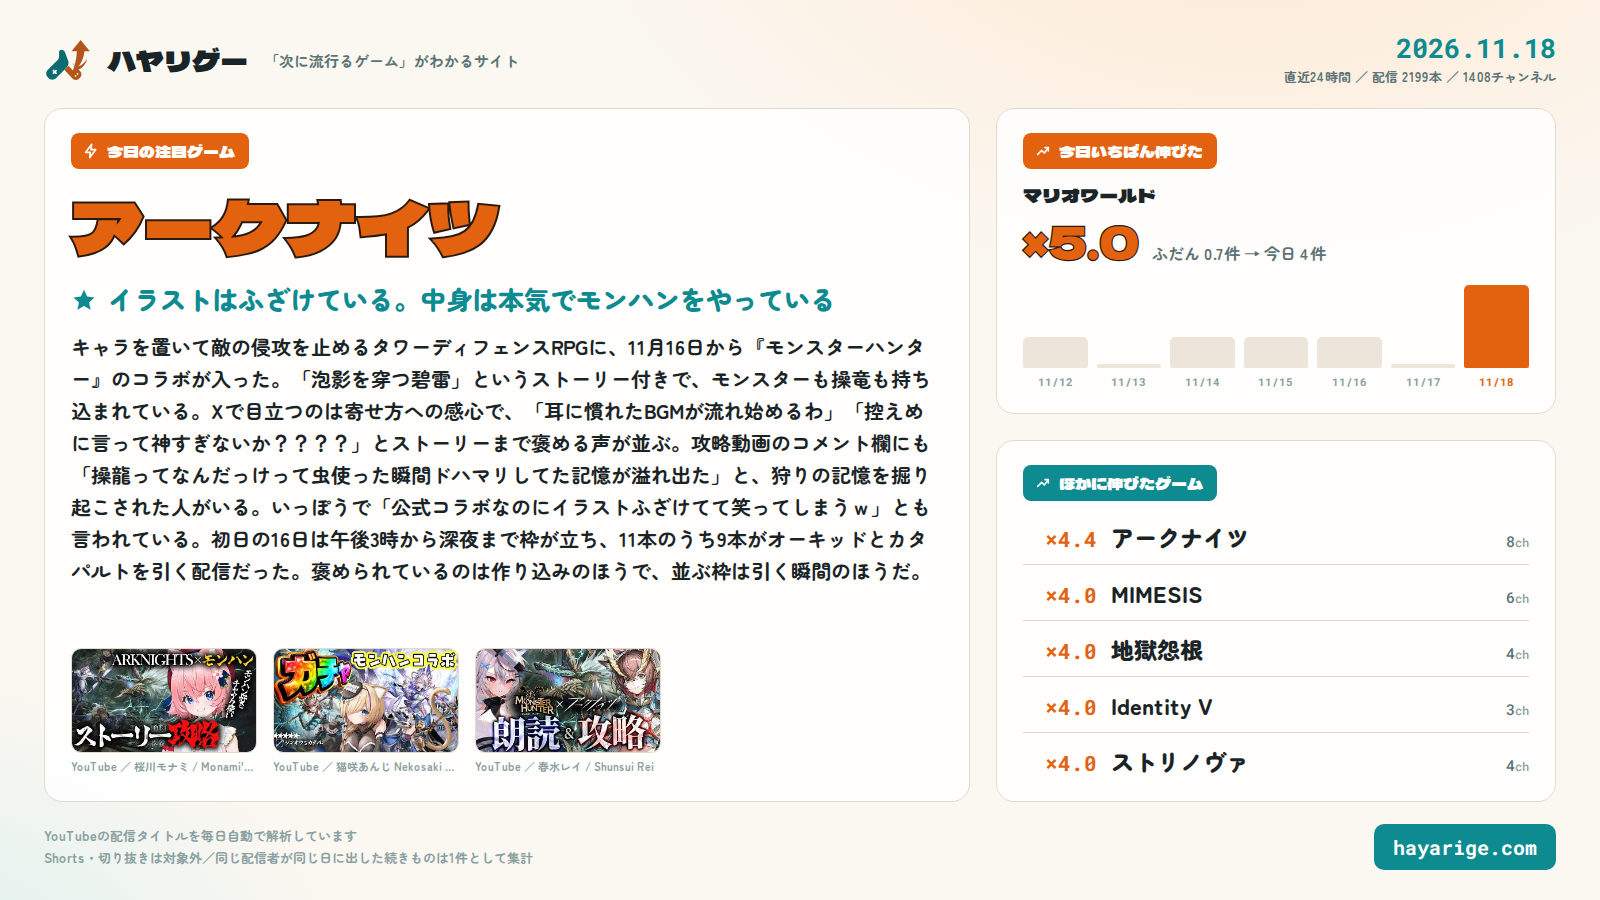 ハヤリゲー
「次に流行るゲーム」がわかるサイト
2026.11.18
直近24時間 ／ 配信 2199本 ／ 1408チャンネル
今日の注目ゲーム
アークナイツ
★ イラストはふざけている。中身は本気でモンハンをやっている
キャラを置いて敵の侵攻を止めるタワーディフェンスRPGに、11月16日から『モンスターハンタ
ー』のコラボが入った。「泡影を穿つ碧雷」というストーリー付きで、モンスターも操竜も持ち
込まれている。Xで目立つのは寄せ方への感心で、「耳に慣れたBGMが流れ始めるわ」「控えめ
に言って神すぎないか？？？？」とストーリーまで褒める声が並ぶ。攻略動画のコメント欄にも
「操龍ってなんだっけって虫使った瞬間ドハマリしてた記憶が溢れ出た」と、狩りの記憶を掘り
起こされた人がいる。いっぽうで「公式コラボなのにイラストふざけてて笑ってしまうｗ」とも
言われている。初日の16日は午後3時から深夜まで枠が立ち、11本のうち9本がオーキッドとカタ
パルトを引く配信だった。褒められているのは作り込みのほうで、並ぶ枠は引く瞬間のほうだ。
ARKNIGHTS×モンハン
ストーリー攻略
YouTube ／ 桜川モナミ / Monami'...
ガチャ
モンハンコラボ
YouTube ／ 猫咲あんじ Nekosaki ...
MONSTER HUNTER × アークナイツ
朗読&攻略
YouTube ／ 春水レイ / Shunsui Rei
今日いちばん伸びた
マリオワールド
×5.0 ふだん 0.7件 → 今日 4件
11/12 11/13 11/14 11/15 11/16 11/17 11/18
ほかに伸びたゲーム
×4.4 アークナイツ 8ch
×4.0 MIMESIS 6ch
×4.0 地獄怨根 4ch
×4.0 Identity V 3ch
×4.0 ストリノヴァ 4ch
YouTubeの配信タイトルを毎日自動で解析しています
Shorts・切り抜きは対象外／同じ配信者が同じ日に出した続きものは1件として集計
hayarige.com